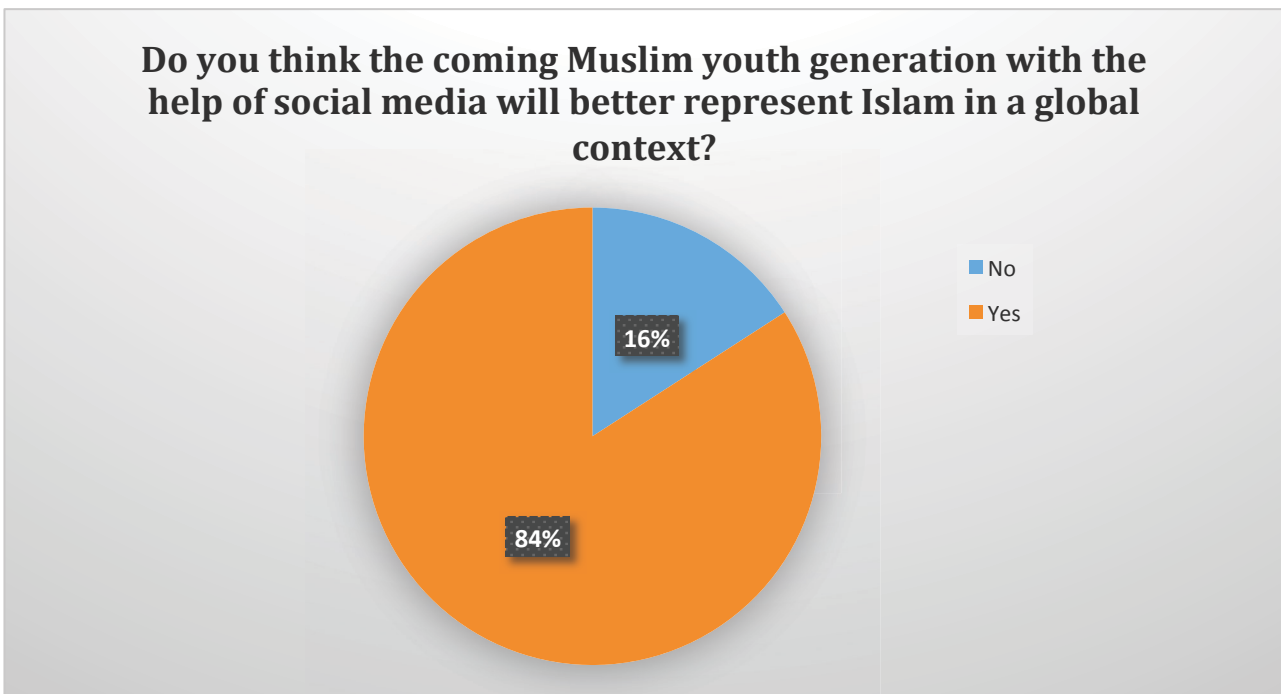 Do you think the coming Muslim youth generation with the
help of social media will better represent Islam in a global
context?
No
Yes
16%
84%